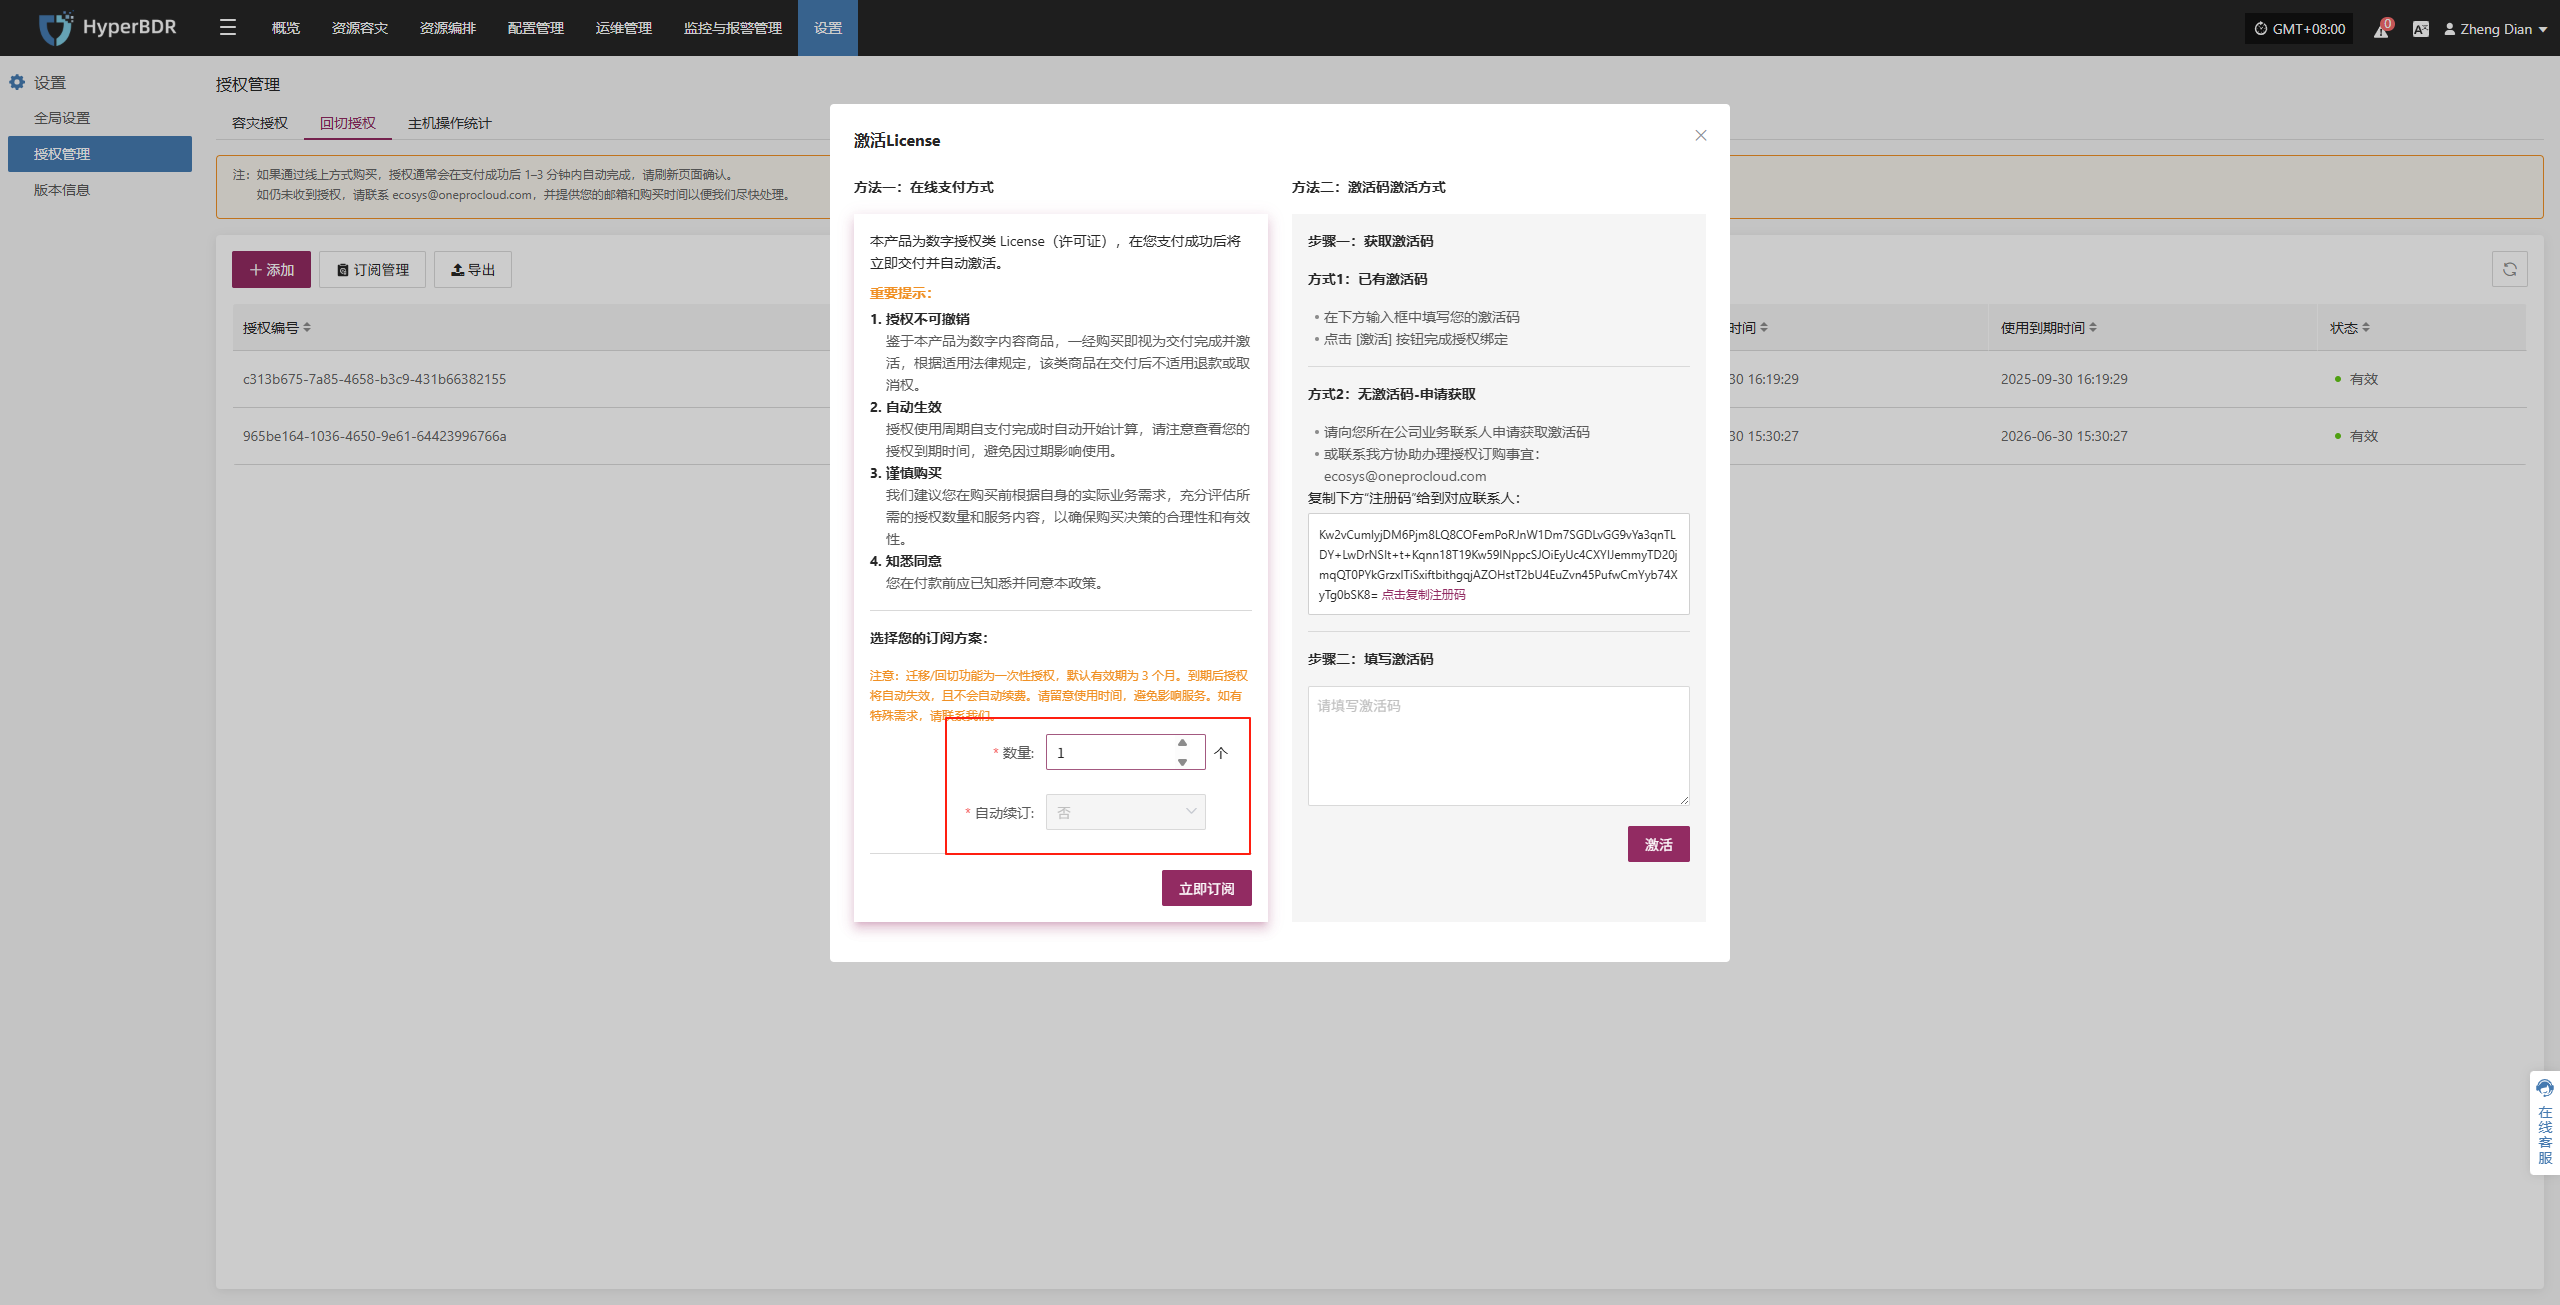 HyperBDR
概览
资源容灾
资源编排
配置管理
运维管理
监控与报警管理
设置
GMT+08:00
0
Zheng Dian
设置
全局设置
授权管理
版本信息
授权管理
容灾授权
回切授权
主机操作统计
注：如果通过线上方式购买，授权通常会在支付成功后 1–3 分钟内自动完成，请刷新页面确认。
如仍未收到授权，请联系 ecosys@oneprocloud.com，并提供您的邮箱和购买时间以便我们尽快处理。
添加
订阅管理
导出
授权编号
时间
使用到期时间
状态
c313b675-7a85-4658-b3c9-431b66382155
30 16:19:29
2025-09-30 16:19:29
有效
965be164-1036-4650-9e61-64423996766a
30 15:30:27
2026-06-30 15:30:27
有效
激活License
方法一：在线支付方式
本产品为数字授权类 License（许可证），在您支付成功后将
立即交付并自动激活。
重要提示：
1. 授权不可撤销
鉴于本产品为数字内容商品，一经购买即视为交付完成并激
活，根据适用法律规定，该类商品在交付后不适用退款或取
消权。
2. 自动生效
授权使用周期自支付完成时自动开始计算，请注意查看您的
授权到期时间，避免因过期影响使用。
3. 谨慎购买
我们建议您在购买前根据自身的实际业务需求，充分评估所
需的授权数量和服务内容，以确保购买决策的合理性和有效
性。
4. 知悉同意
您在付款前应已知悉并同意本政策。
选择您的订阅方案：
注意：迁移/回切功能为一次性授权，默认有效期为 3 个月。到期后授权
将自动失效，且不会自动续费。请留意使用时间，避免影响服务。如有
特殊需求，请联系我们。
* 数量: 1 个
* 自动续订: 否
立即订阅
方法二：激活码激活方式
步骤一：获取激活码
方式1：已有激活码
• 在下方输入框中填写您的激活码
• 点击 [激活] 按钮完成授权绑定
方式2：无激活码-申请获取
• 请向您所在公司业务联系人申请获取激活码
• 或联系我方协助办理授权订购事宜：
ecosys@oneprocloud.com
复制下方“注册码”给到对应联系人：
Kw2vCumlyjDM6Pjm8LQ8COFemPoRJnW1Dm7SGDLvGG9vYa3qnTL
DY+LwDrNSIt+t+Kqnn18T19Kw59INppcSJOiEyUc4CXYIJemmyTD20j
mqQT0PYkGrzxlTiSxiftbithgqjAZOHstT2bU4EuZvn45PufwCmYyb74X
yTg0bSK8= 点击复制注册码
步骤二：填写激活码
请填写激活码
激活
在线客服